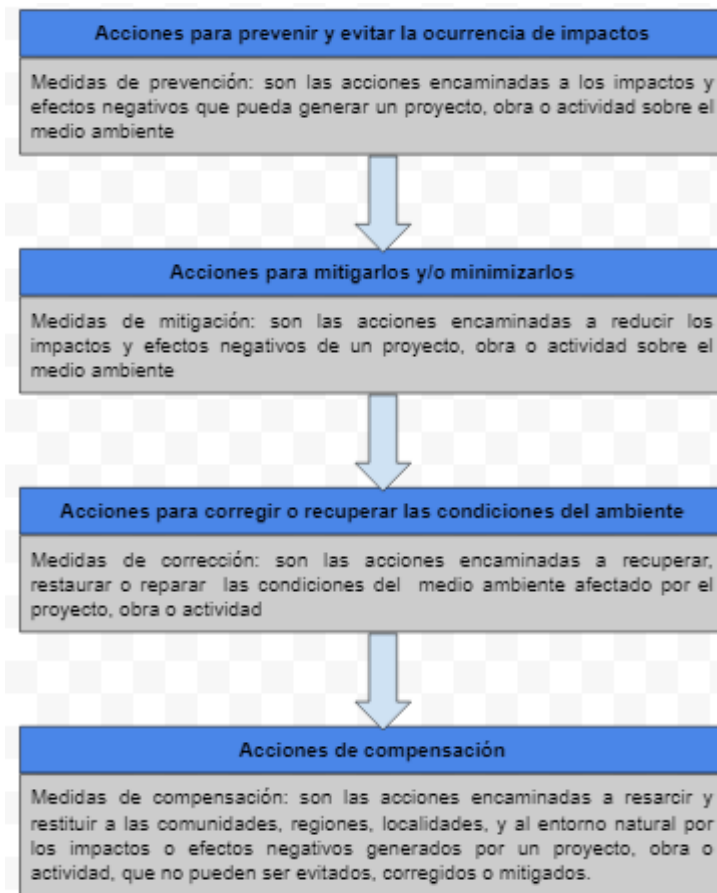 Acciones para prevenir y evitar la ocurrencia de impactos
Medidas de prevención: son las acciones encaminadas a los impactos y
efectos negativos que pueda generar un proyecto, obra o actividad sobre el
medio ambiente
Acciones para mitigarlos y/o minimizarlos
Medidas de mitigación: son las acciones encaminadas a reducir los
impactos y efectos negativos de un proyecto, obra o actividad sobre el
medio ambiente
Acciones para corregir o recuperar las condiciones del ambiente
Medidas de corrección: son las acciones encaminadas a recuperar,
restaurar o reparar las condiciones del medio ambiente afectado por el
proyecto, obra o actividad
Acciones de compensación
Medidas de compensación: son las acciones encaminadas a resarcir y
restituir a las comunidades, regiones, localidades, y al entorno natural por
los impactos o efectos negativos generados por un proyecto, obra o
actividad, que no pueden ser evitados, corregidos o mitigados.